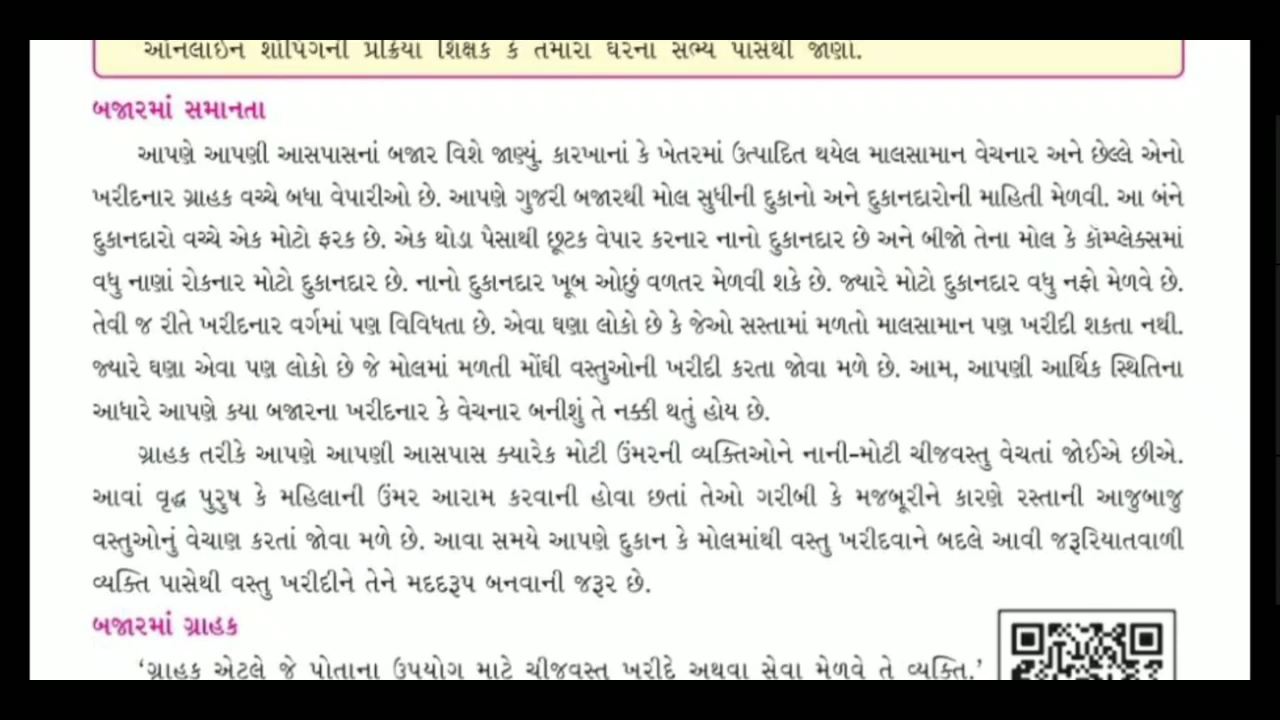 ઓનલાઈન શોપિંગની પ્રક્રિયા શિક્ષક કે તમારા ઘરના સભ્ય પાસેથી જાણો.
બજારમાં સમાનતા
આપણે આપણી આસપાસનાં બજાર વિશે જાણ્યું. કારખાનાં કે ખેતરમાં ઉત્પાદિત થયેલ માલસામાન વેચનાર અને છેલ્લે એનો
ખરીદનાર ગ્રાહક વચ્ચે બધા વેપારીઓ છે. આપણે ગુજરી બજારથી મોલ સુધીની દુકાનો અને દુકાનદારોની માહિતી મેળવી. આ બંને
દુકાનદારો વચ્ચે એક મોટો ફરક છે. એક થોડા પૈસાથી છૂટક વેપાર કરનાર નાનો દુકાનદાર છે અને બીજો તેના મોલ કે કૉમ્પ્લેક્સમાં
વધુ નાણાં રોકનાર મોટો દુકાનદાર છે. નાનો દુકાનદાર ખૂબ ઓછું વળતર મેળવી શકે છે. જ્યારે મોટો દુકાનદાર વધુ નફો મેળવે છે.
તેવી જ રીતે ખરીદનાર વર્ગમાં પણ વિવિધતા છે. એવા ઘણા લોકો છે કે જેઓ સસ્તામાં મળતો માલસામાન પણ ખરીદી શકતા નથી.
જ્યારે ઘણા એવા પણ લોકો છે જે મોલમાં મળતી મોંઘી વસ્તુઓની ખરીદી કરતા જોવા મળે છે. આમ, આપણી આર્થિક સ્થિતિના
આધારે આપણે કયા બજારના ખરીદનાર કે વેચનાર બનીશું તે નક્કી થતું હોય છે.
ગ્રાહક તરીકે આપણે આપણી આસપાસ ક્યારેક મોટી ઉંમરની વ્યક્તિઓને નાની-મોટી ચીજવસ્તુ વેચતાં જોઈએ છીએ.
આવાં વૃદ્ધ પુરુષ કે મહિલાની ઉંમર આરામ કરવાની હોવા છતાં તેઓ ગરીબી કે મજબૂરીને કારણે રસ્તાની આજુબાજુ
વસ્તુઓનું વેચાણ કરતાં જોવા મળે છે. આવા સમયે આપણે દુકાન કે મોલમાંથી વસ્તુ ખરીદવાને બદલે આવી જરૂરિયાતવાળી
વ્યક્તિ પાસેથી વસ્તુ ખરીદીને તેને મદદરૂપ બનવાની જરૂર છે.
બજારમાં ગ્રાહક
‘ગ્રાહક એટલે જે પોતાના ઉપયોગ માટે ચીજવસ્તુ ખરીદે અથવા સેવા મેળવે તે વ્યક્તિ.’